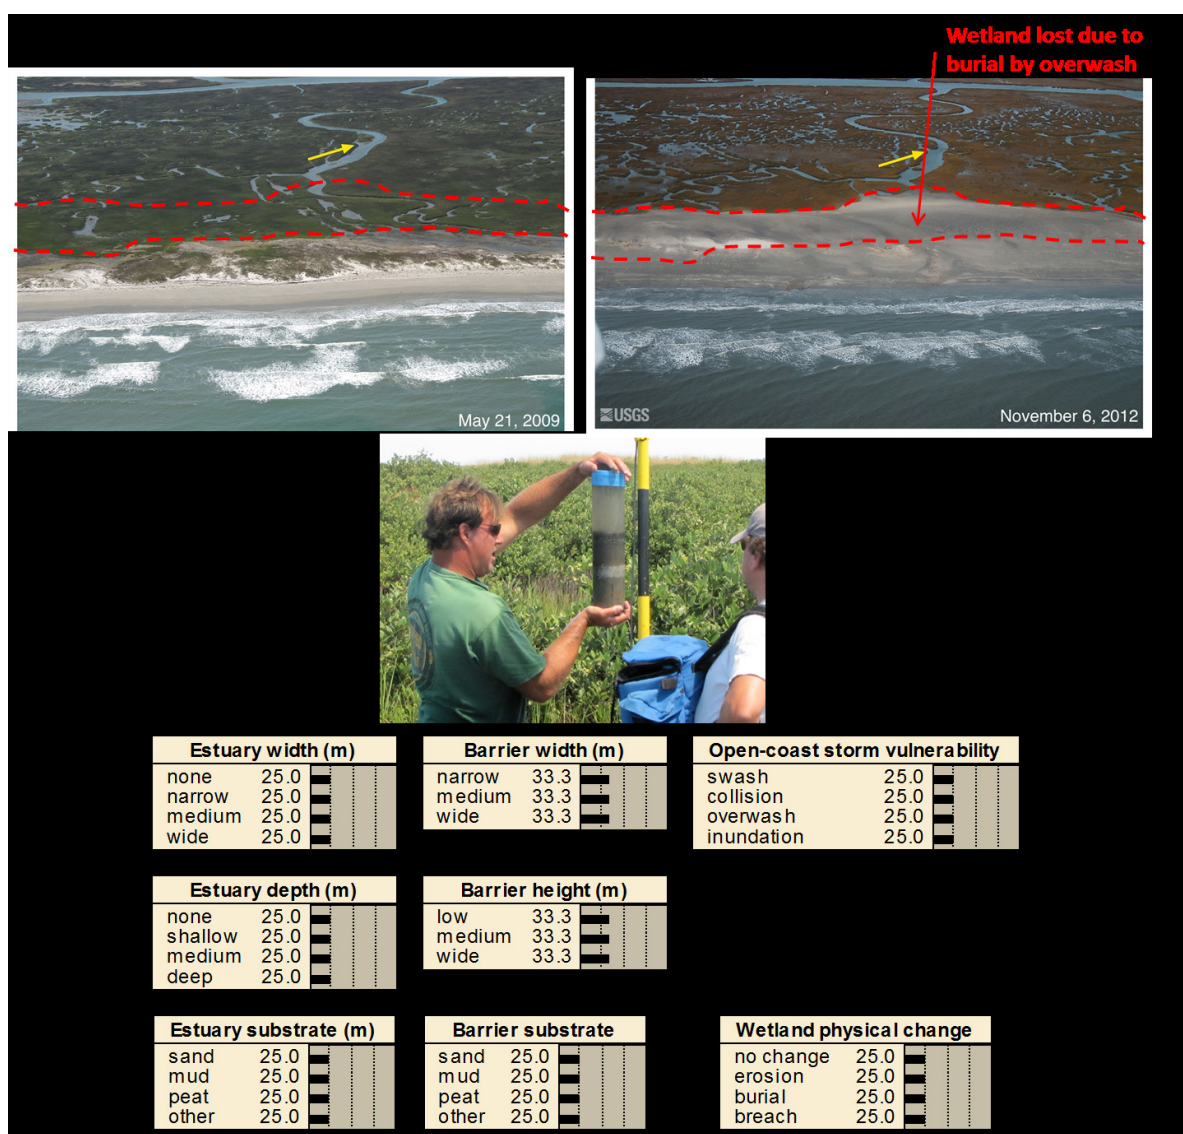 Wetland lost due to
burial by overwash
May 21, 2009
USGS
November 6, 2012
Estuary width (m)
none 25.0
narrow 25.0
medium 25.0
wide 25.0
Barrier width (m)
narrow 33.3
medium 33.3
wide 33.3
Open-coast storm vulnerability
swash 25.0
collision 25.0
overwash 25.0
inundation 25.0
Estuary depth (m)
none 25.0
shallow 25.0
medium 25.0
deep 25.0
Barrier height (m)
low 33.3
medium 33.3
wide 33.3
Estuary substrate (m)
sand 25.0
mud 25.0
peat 25.0
other 25.0
Barrier substrate
sand 25.0
mud 25.0
peat 25.0
other 25.0
Wetland physical change
no change 25.0
erosion 25.0
burial 25.0
breach 25.0